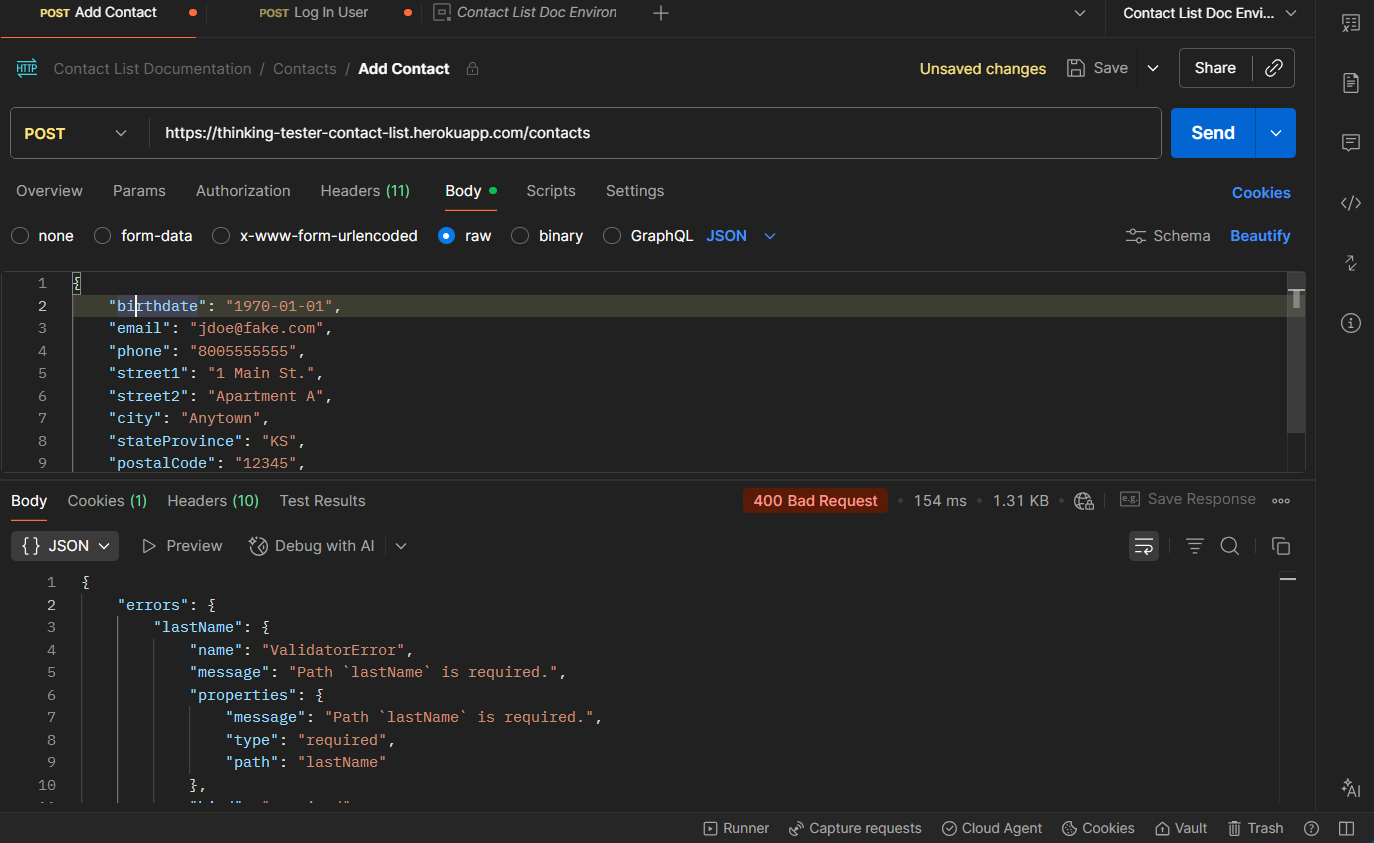 POST Add Contact POST Log In User Contact List Doc Environ Contact List Doc Envi...
HTTP Contact List Documentation / Contacts / Add Contact Unsaved changes Save Share
POST https://thinking-tester-contact-list.herokuapp.com/contacts Send
Overview Params Authorization Headers (11) Body Scripts Settings Cookies
none form-data x-www-form-urlencoded raw binary GraphQL JSON Schema Beautify
1 {
2 "birthdate": "1970-01-01",
3 "email": "jdoe@fake.com",
4 "phone": "8005555555",
5 "street1": "1 Main St.",
6 "street2": "Apartment A",
7 "city": "Anytown",
8 "stateProvince": "KS",
9 "postalCode": "12345",
Body Cookies (1) Headers (10) Test Results 400 Bad Request • 154 ms • 1.31 KB • e.g. Save Response
{} JSON Preview Debug with AI
1 {
2 "errors": {
3 "lastName": {
4 "name": "ValidatorError",
5 "message": "Path `lastName` is required.",
6 "properties": {
7 "message": "Path `lastName` is required.",
8 "type": "required",
9 "path": "lastName"
10 },
AI
Runner Capture requests Cloud Agent Cookies Vault Trash